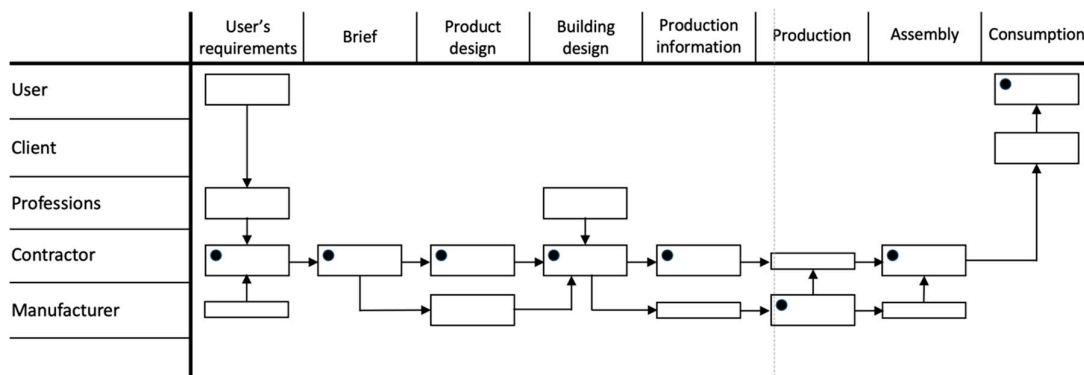 User's requirements
Brief
Product design
Building design
Production information
Production
Assembly
Consumption
User
Client
Professions
Contractor
Manufacturer